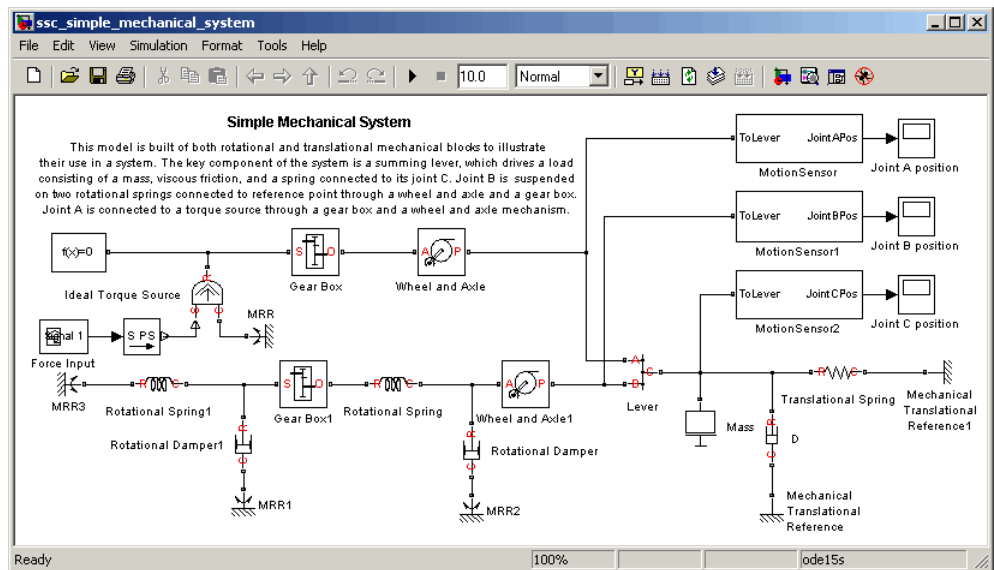 ssc_simple_mechanical_system
File Edit View Simulation Format Tools Help
10.0 Normal
Simple Mechanical System
This model is built of both rotational and translational mechanical blocks to illustrate
their use in a system. The key component of the system is a summing lever, which drives a load
consisting of a mass, viscous friction, and a spring connected to its joint C. Joint B is suspended
on two rotational springs connected to reference point through a wheel and axle and a gear box.
Joint A is connected to a torque source through a gear box and a wheel and axle mechanism.
ToLever JointAPos
MotionSensor
Joint A position
ToLever JointBPos
MotionSensor1
Joint B position
ToLever JointCPos
MotionSensor2
Joint C position
f(x)=0
S O
Gear Box
A P
Wheel and Axle
Ideal Torque Source
R
S C
MRR
Signal 1
Force Input
S PS
MRR3
R C
Rotational Spring1
S O
Gear Box1
R C
Rotational Spring
A P
Wheel and Axle1
A
B
C
Lever
Mass
R C
Translational Spring
Mechanical
Translational
Reference1
Rotational Damper1
R
C
MRR1
Rotational Damper
R
C
MRR2
D
R
C
Mechanical
Translational
Reference
Ready 100% ode15s